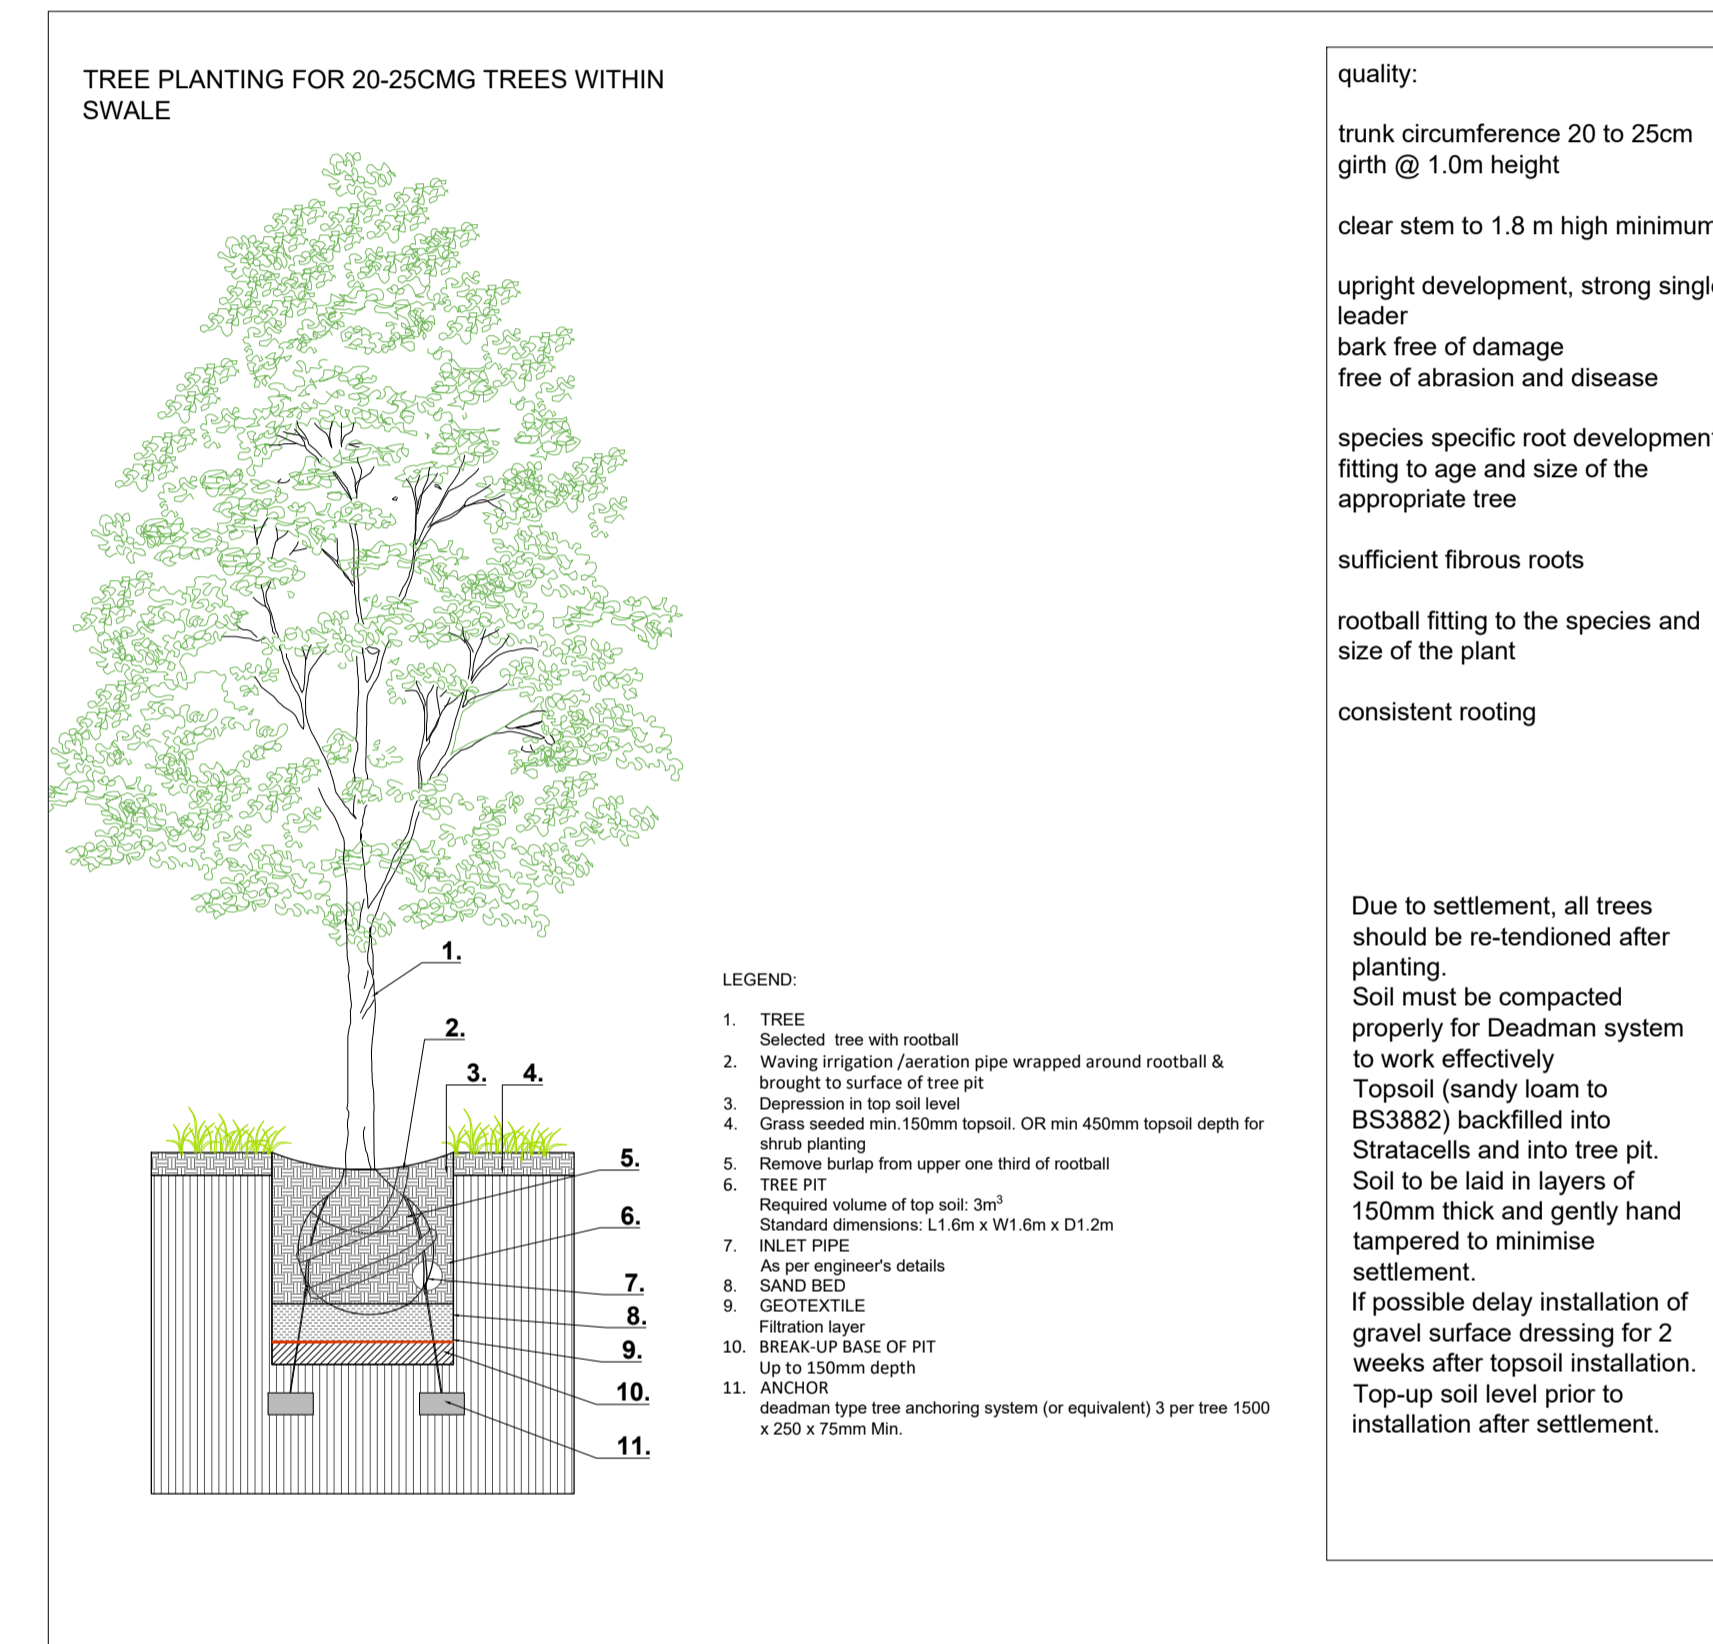 TREE PLANTING FOR 20-25CMG TREES WITHIN
SWALE
1.
2.
3.
4.
5.
6.
7.
8.
9.
10.
11.
LEGEND:
1. TREE
Selected tree with rootball
2. Waving irrigation /aeration pipe wrapped around rootball &
brought to surface of tree pit
3. Depression in top soil level
4. Grass seeded min.150mm topsoil. OR min 450mm topsoil depth for
shrub planting
5. Remove burlap from upper one third of rootball
6. TREE PIT
Required volume of top soil: 3m³
Standard dimensions: L1.6m x W1.6m x D1.2m
7. INLET PIPE
As per engineer's details
8. SAND BED
9. GEOTEXTILE
Filtration layer
10. BREAK-UP BASE OF PIT
Up to 150mm depth
11. ANCHOR
deadman type tree anchoring system (or equivalent) 3 per tree 1500
x 250 x 75mm Min.
quality:
trunk circumference 20 to 25cm
girth @ 1.0m height
clear stem to 1.8 m high minimum
upright development, strong single
leader
bark free of damage
free of abrasion and disease
species specific root development
fitting to age and size of the
appropriate tree
sufficient fibrous roots
rootball fitting to the species and
size of the plant
consistent rooting
Due to settlement, all trees
should be re-tendioned after
planting.
Soil must be compacted
properly for Deadman system
to work effectively
Topsoil (sandy loam to
BS3882) backfilled into
Stratacells and into tree pit.
Soil to be laid in layers of
150mm thick and gently hand
tampered to minimise
settlement.
If possible delay installation of
gravel surface dressing for 2
weeks after topsoil installation.
Top-up soil level prior to
installation after settlement.